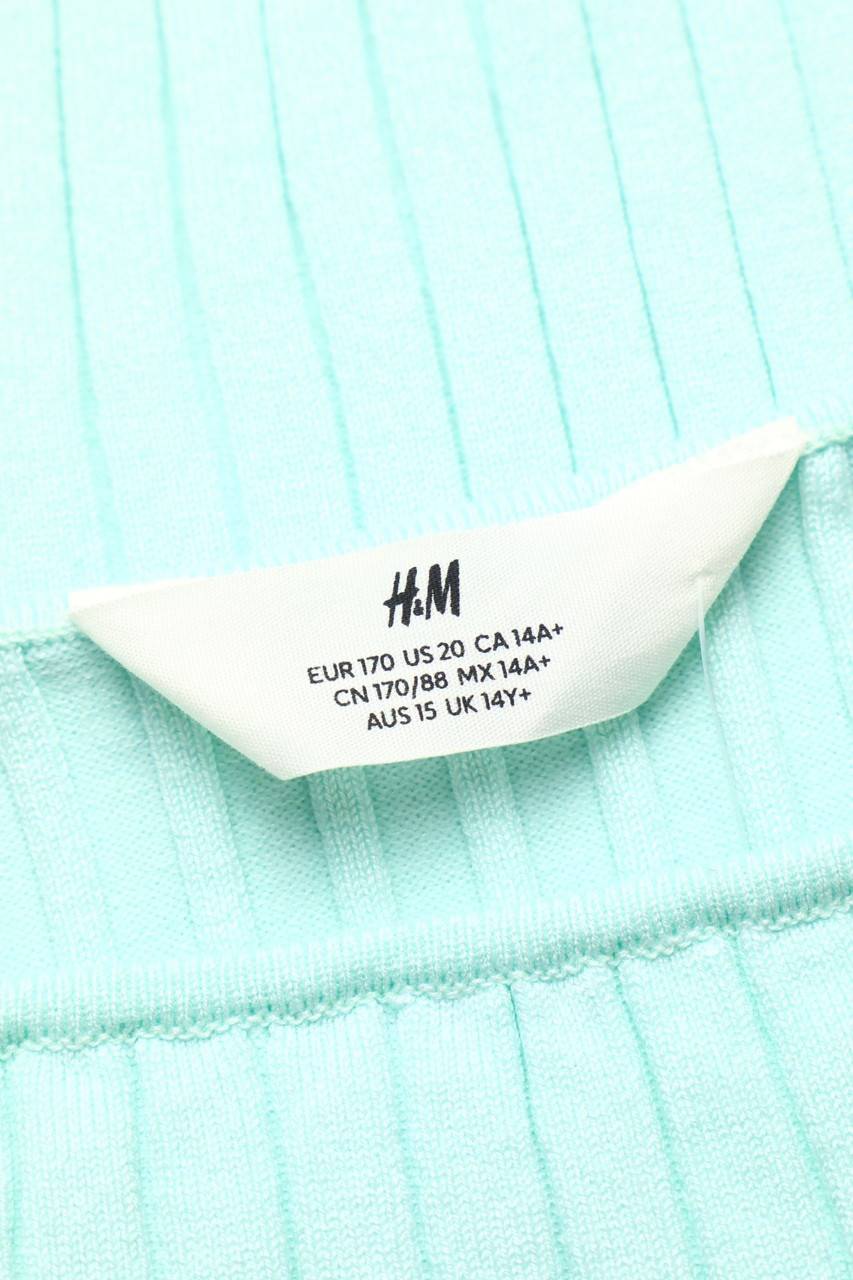 H&M
EUR 170 US 20 CA 14A+
CN 170/88 MX 14A+
AUS 15 UK 14Y+